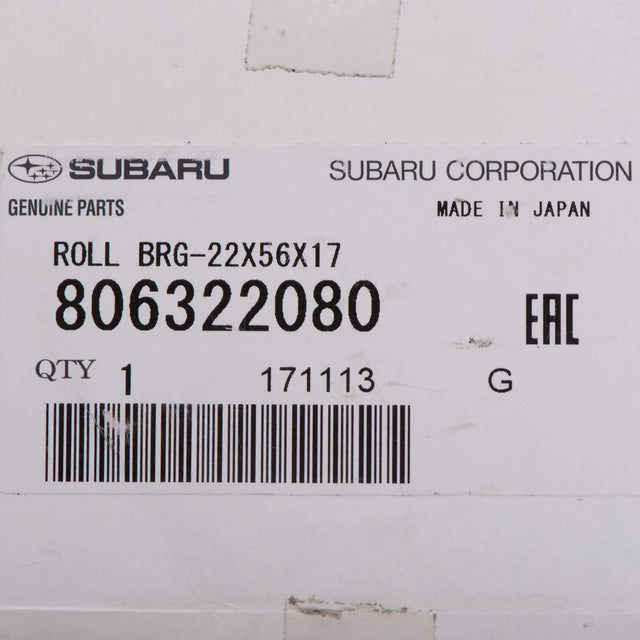 SUBARU SUBARU CORPORATION
GENUINE PARTS MADE IN JAPAN
ROLL BRG-22X56X17
806322080 EAC
QTY 1 171113 G